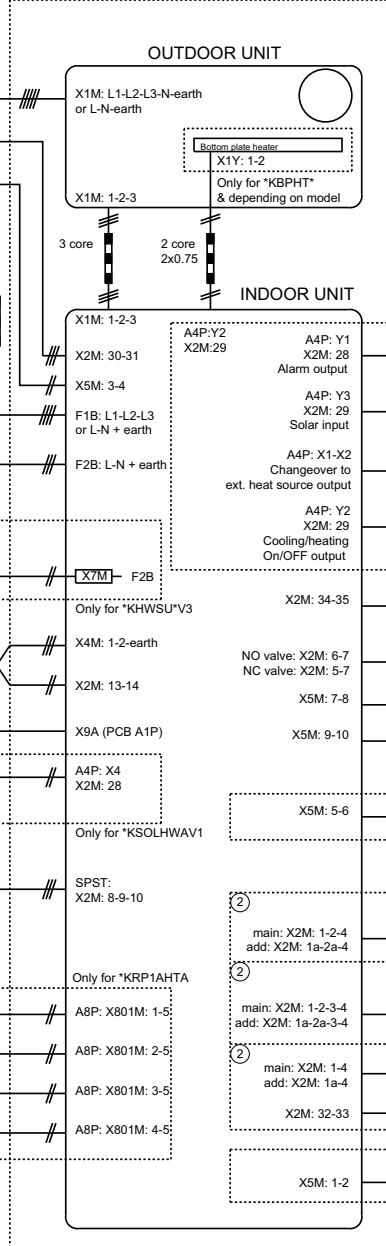 OUTDOOR UNIT
X1M: L1-L2-L3-N-earth
or L-N-earth
Bottom plate heater
X1Y: 1-2
Only for *KBPHT*
& depending on model
X1M: 1-2-3
3 core
2 core
2x0.75
INDOOR UNIT
X1M: 1-2-3
A4P:Y2
X2M:29
A4P: Y1
X2M: 28
Alarm output
X2M: 30-31
X5M: 3-4
A4P: Y3
X2M: 29
Solar input
F1B: L1-L2-L3
or L-N + earth
F2B: L-N + earth
A4P: X1-X2
Changeover to
ext. heat source output
A4P: Y2
X2M: 29
Cooling/heating
On/OFF output
X7M
F2B
Only for *KHWSU*V3
X2M: 34-35
X4M: 1-2-earth
NO valve: X2M: 6-7
NC valve: X2M: 5-7
X2M: 13-14
X5M: 7-8
X9A (PCB A1P)
X5M: 9-10
A4P: X4
X2M: 28
Only for *KSOLHWAV1
X5M: 5-6
SPST:
X2M: 8-9-10
2
main: X2M: 1-2-4
add: X2M: 1a-2a-4
Only for *KRP1AHTA
2
main: X2M: 1-2-3-4
add: X2M: 1a-2a-3-4
A8P: X801M: 1-5
A8P: X801M: 2-5
2
main: X2M: 1-4
add: X2M: 1a-4
A8P: X801M: 3-5
X2M: 32-33
A8P: X801M: 4-5
X5M: 1-2